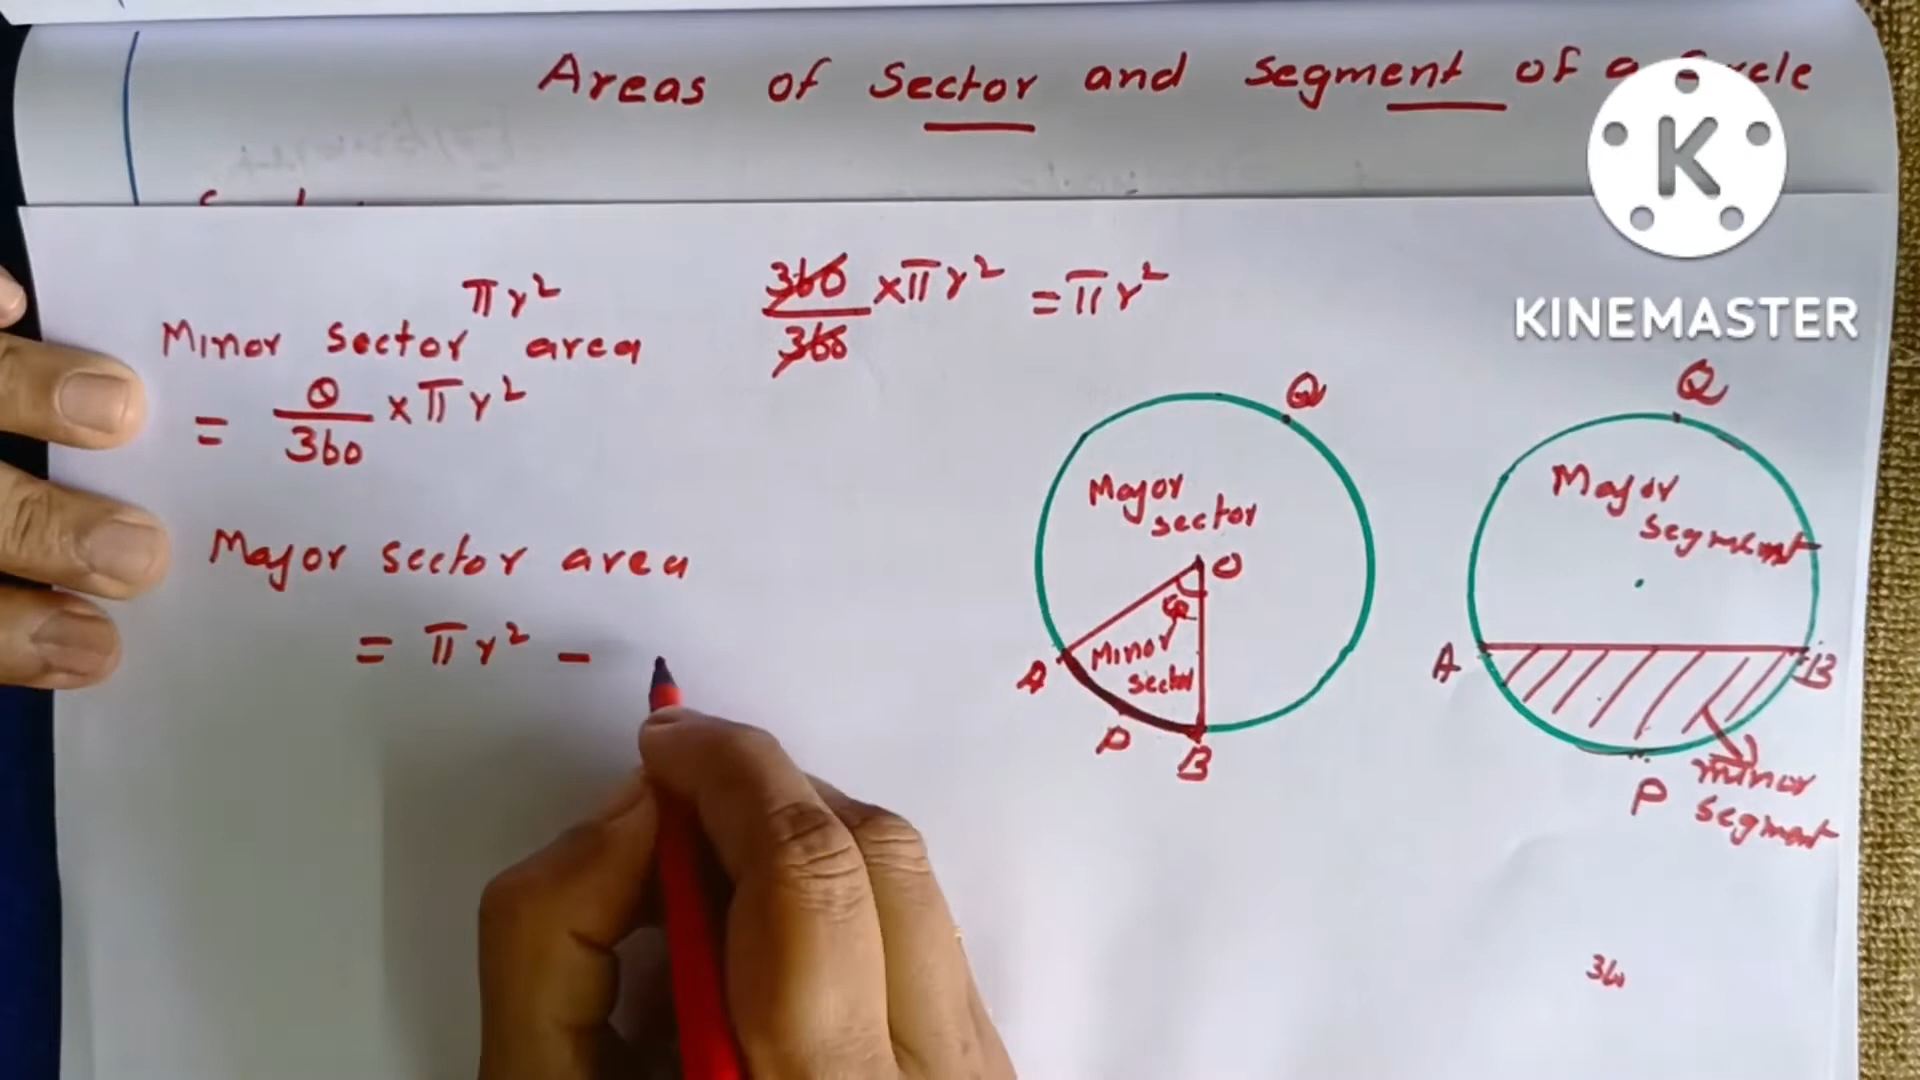 Areas of Sector and segment of a Circle
πr²
360/360 × πr² = πr²
Minor sector area
= θ/360 × πr²
Major sector area
= πr² −
Q
Major
sector
O
Minor
sector
A
P
B
Q
Major
segment
A
B
P
minor
segment
360
K
KINEMASTER